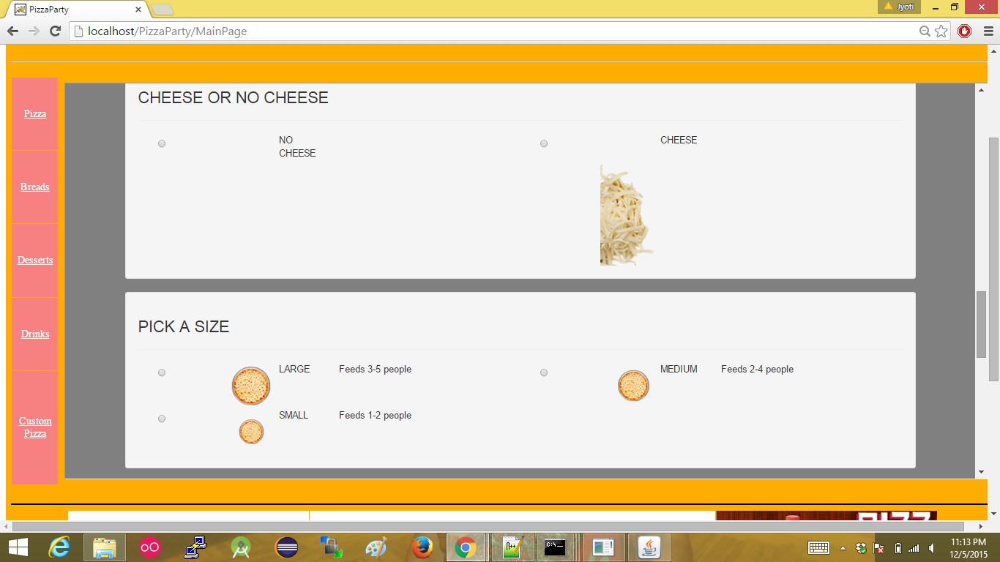 PizzaParty
Jyoti
localhost/PizzaParty/MainPage
CHEESE OR NO CHEESE
Pizza
NO
CHEESE
CHEESE
Breads
Desserts
PICK A SIZE
Drinks
LARGE Feeds 3-5 people
MEDIUM Feeds 2-4 people
SMALL Feeds 1-2 people
Custom
Pizza
PIZZ
11:13 PM
12/5/2015